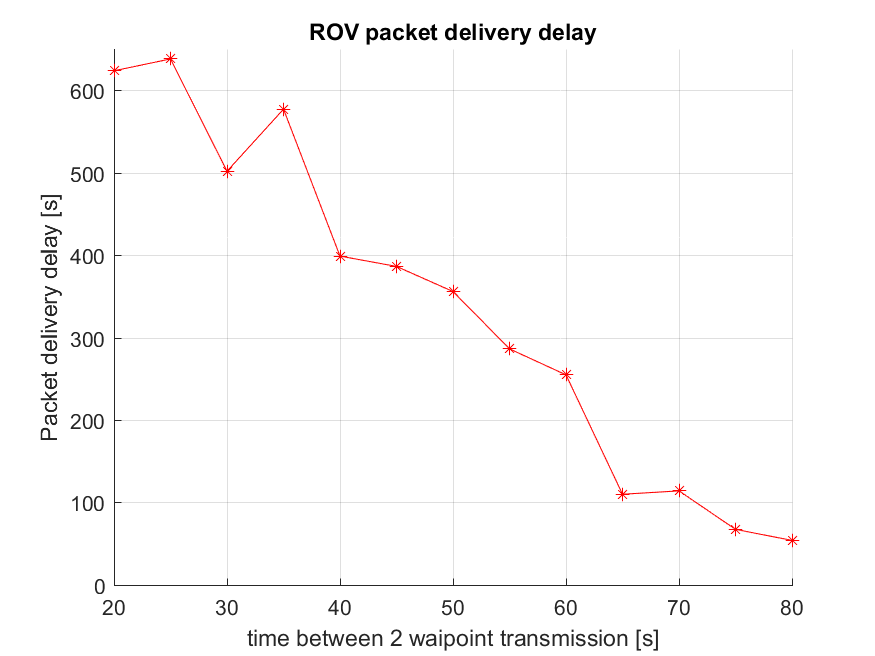 ROV packet delivery delay
Packet delivery delay [s]
600
500
400
300
200
100
0
20 30 40 50 60 70 80
time between 2 waipoint transmission [s]